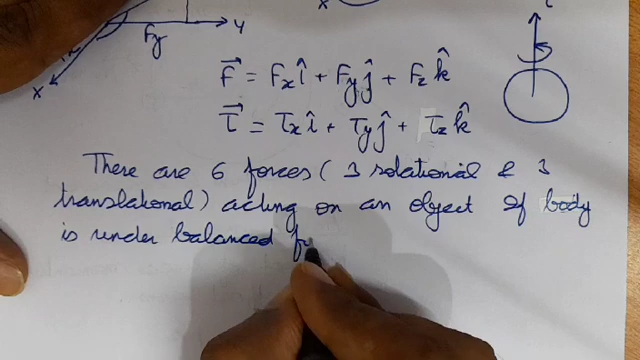 x
y
Fy
x
τ
F⃗ = Fx î + Fy ĵ + Fz k̂
τ⃗ = τx î + τy ĵ + τz k̂
There are 6 forces ( 3 rotational & 3
translational) acting on an object If body
is under balanced f